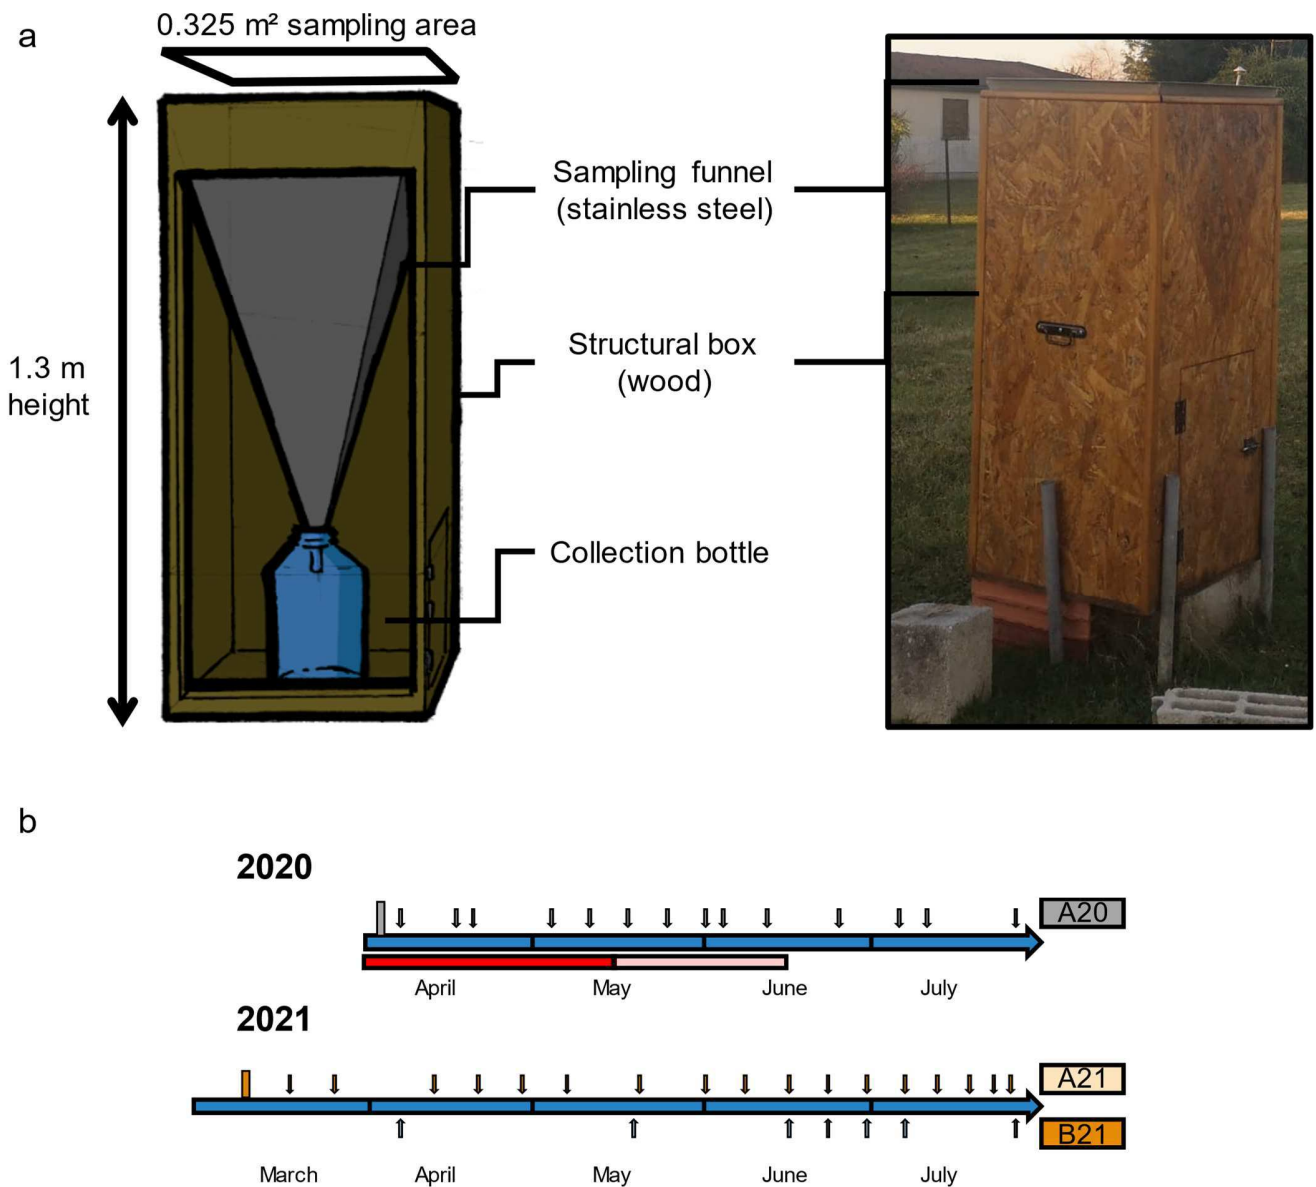 a
0.325 m² sampling area
Sampling funnel
(stainless steel)
1.3 m
height
Structural box
(wood)
Collection bottle
b
2020
A20
April May June July
2021
A21
B21
March April May June July